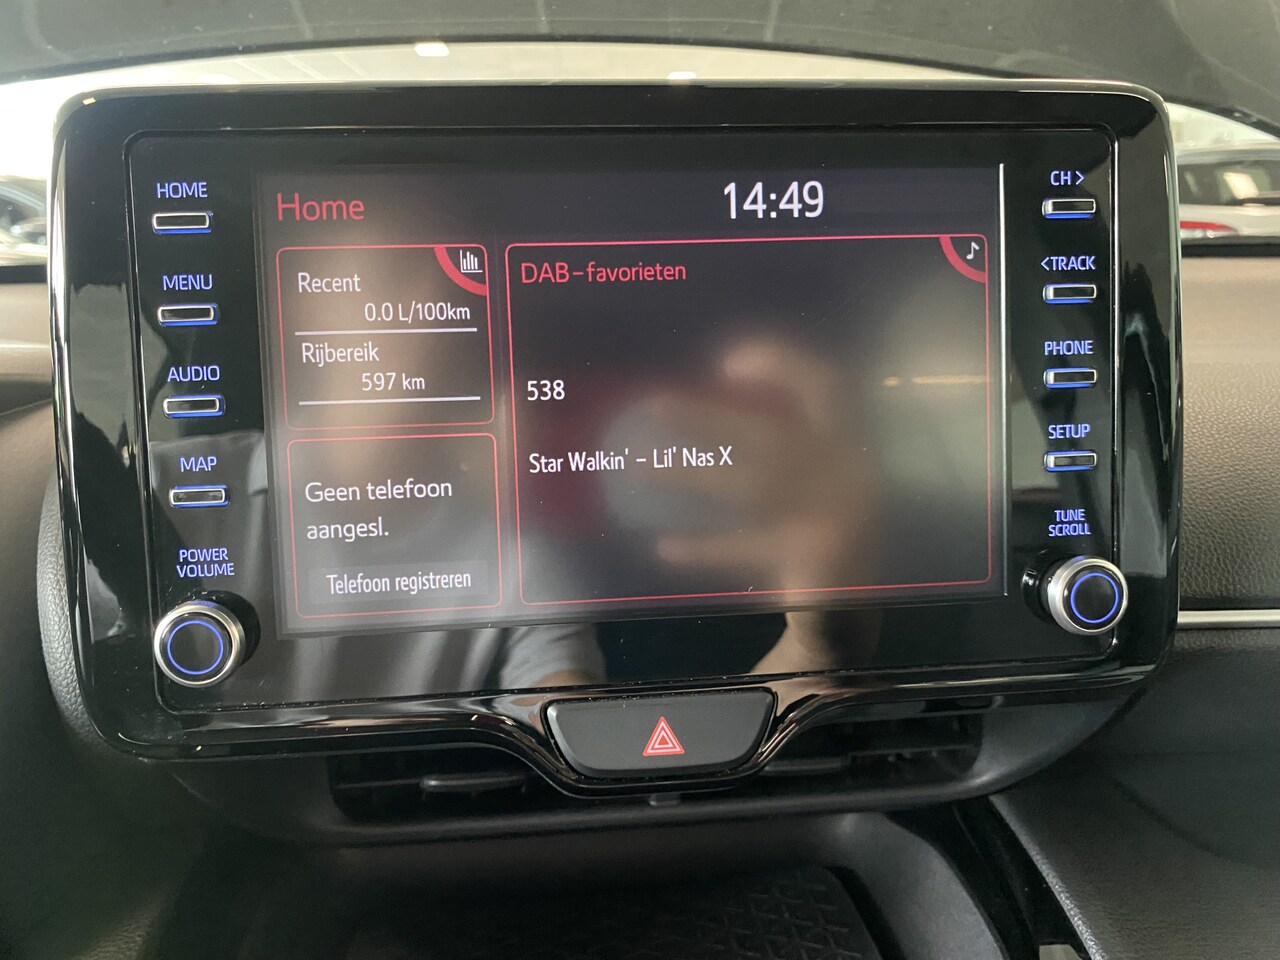 HOME
MENU
AUDIO
MAP
POWER
VOLUME
Home
14:49
Recent
0.0 L/100km
Rijbereik
597 km
Geen telefoon
aangesl.
Telefoon registreren
DAB-favorieten
538
Star Walkin' - Lil' Nas X
CH >
<TRACK
PHONE
SETUP
TUNE
SCROLL